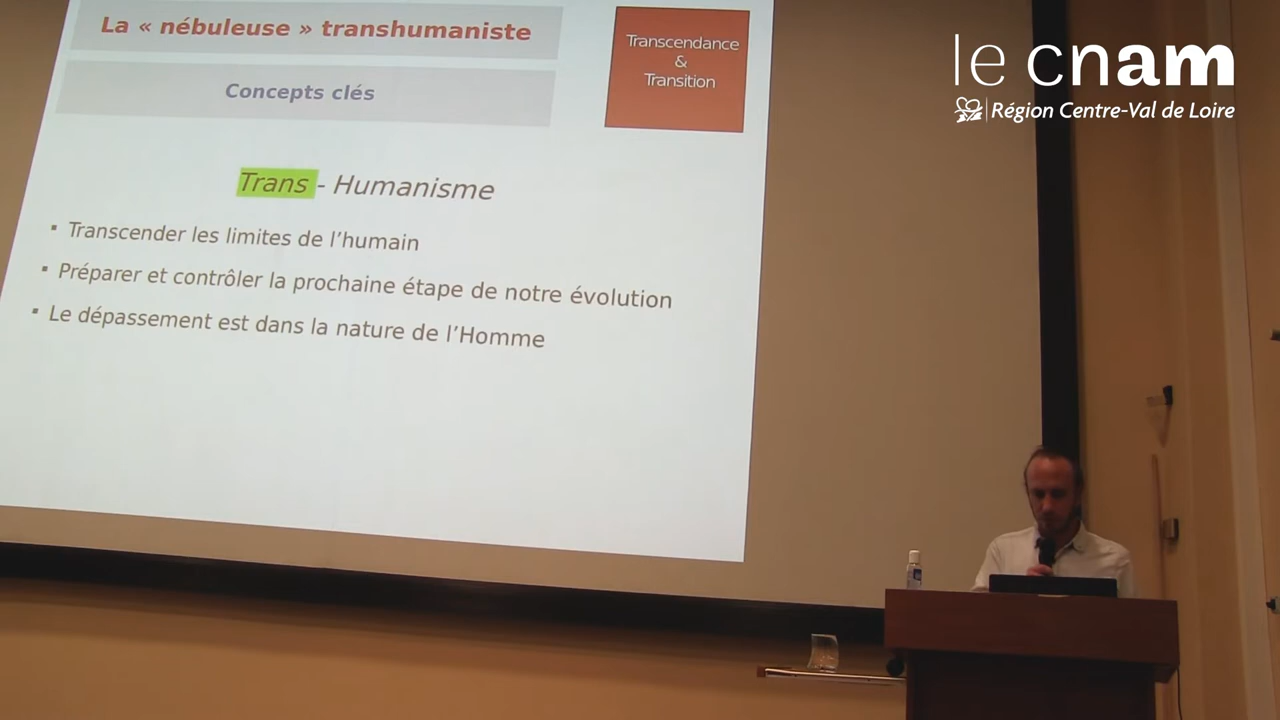 La « nébuleuse » transhumaniste
Concepts clés
Transcendance
&
Transition
Trans - Humanisme
▪ Transcender les limites de l’humain
▪ Préparer et contrôler la prochaine étape de notre évolution
▪ Le dépassement est dans la nature de l’Homme
le cnam
Région Centre-Val de Loire